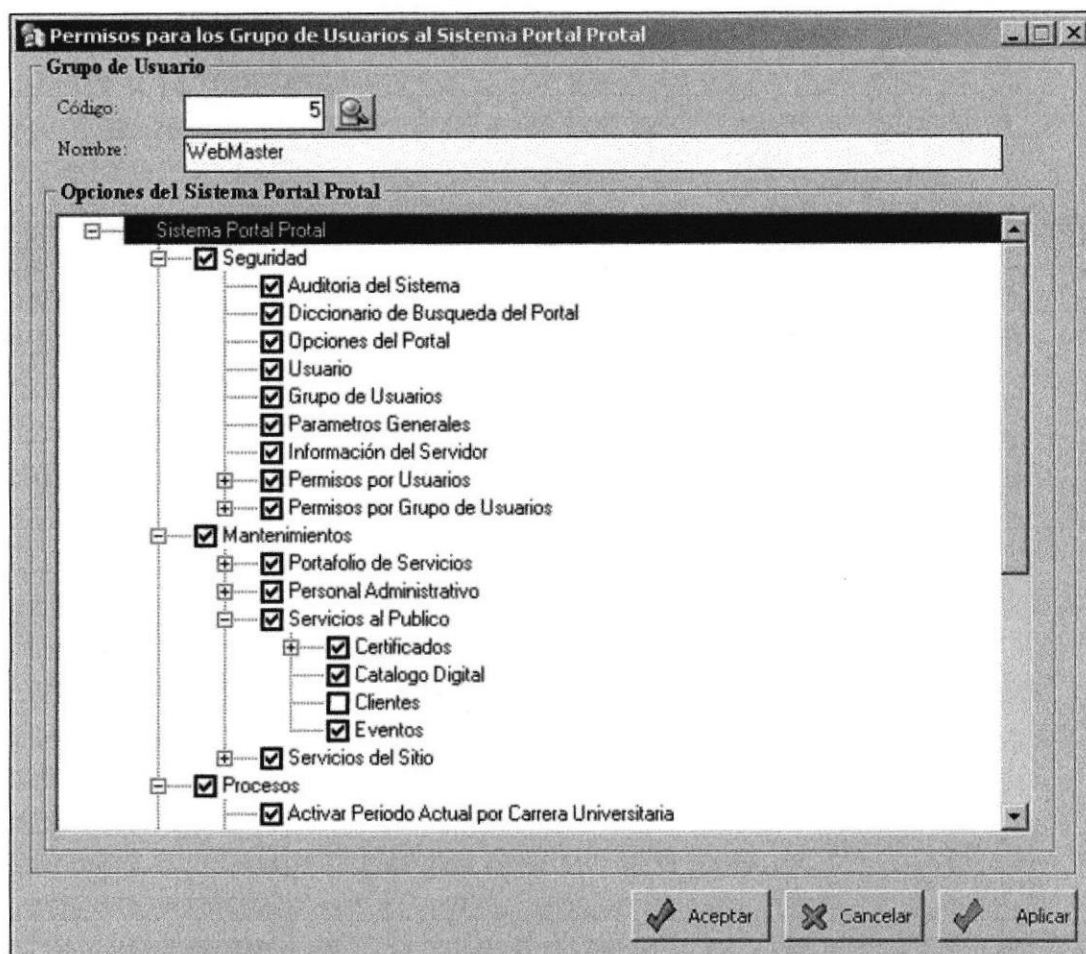 Permisos para los Grupo de Usuarios al Sistema Portal Protal
Grupo de Usuario
Código: 5
Nombre: WebMaster
Opciones del Sistema Portal Protal
Sistema Portal Protal
Seguridad
Auditoria del Sistema
Diccionario de Busqueda del Portal
Opciones del Portal
Usuario
Grupo de Usuarios
Parametros Generales
Información del Servidor
Permisos por Usuarios
Permisos por Grupo de Usuarios
Mantenimientos
Portafolio de Servicios
Personal Administrativo
Servicios al Publico
Certificados
Catalogo Digital
Clientes
Eventos
Servicios del Sitio
Procesos
Activar Periodo Actual por Carrera Universitaria
Aceptar Cancelar Aplicar